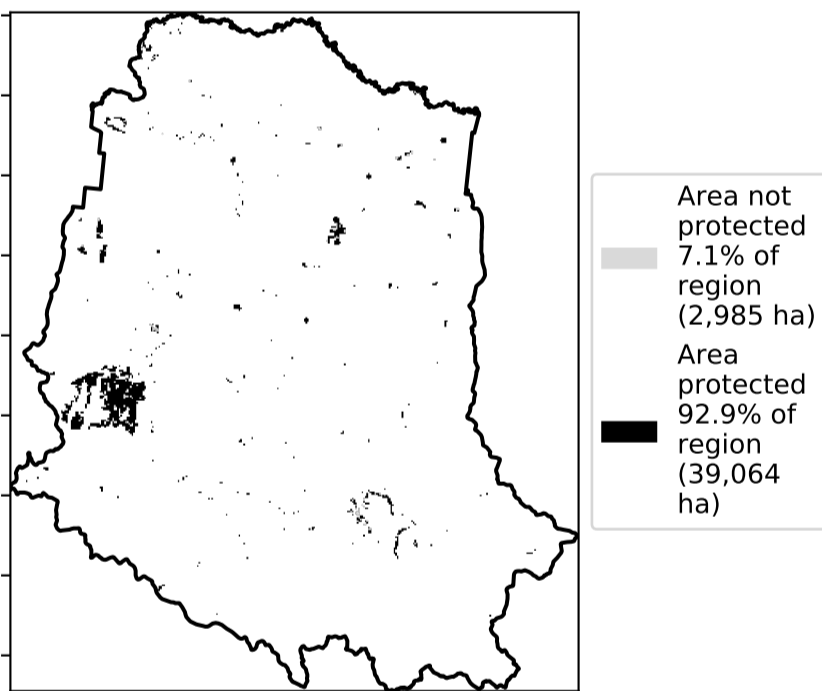 Area not
protected
7.1% of
region
(2,985 ha)
Area
protected
92.9% of
region
(39,064
ha)